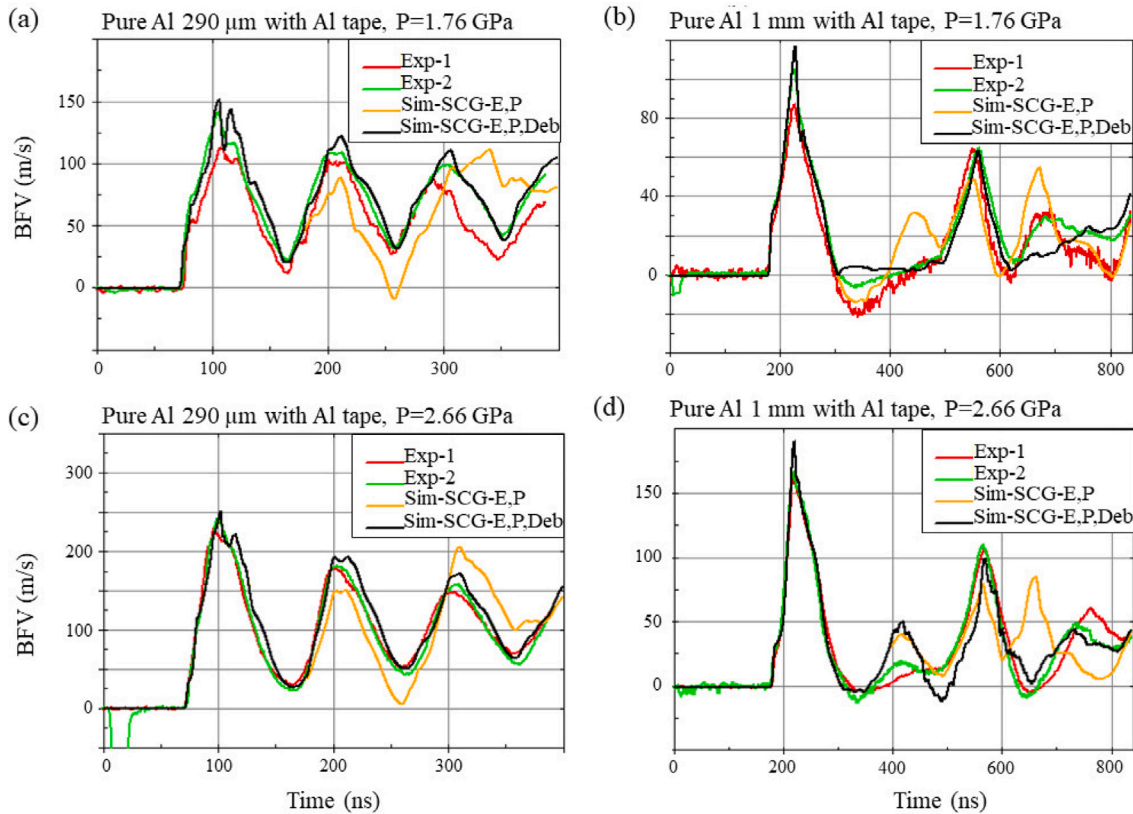 (a) Pure Al 290 µm with Al tape, P=1.76 GPa
Exp-1
Exp-2
Sim-SCG-E,P
Sim-SCG-E,P,Deb
150
100
50
0
BFV (m/s)
0 100 200 300
(b) Pure Al 1 mm with Al tape, P=1.76 GPa
Exp-1
Exp-2
Sim-SCG-E,P
Sim-SCG-E,P,Deb
80
40
0
0 200 400 600 800
(c) Pure Al 290 µm with Al tape, P=2.66 GPa
Exp-1
Exp-2
Sim-SCG-E,P
Sim-SCG-E,P,Deb
300
200
100
0
BFV (m/s)
0 100 200 300
Time (ns)
(d) Pure Al 1 mm with Al tape, P=2.66 GPa
Exp-1
Exp-2
Sim-SCG-E,P
Sim-SCG-E,P,Deb
150
100
50
0
0 200 400 600 800
Time (ns)